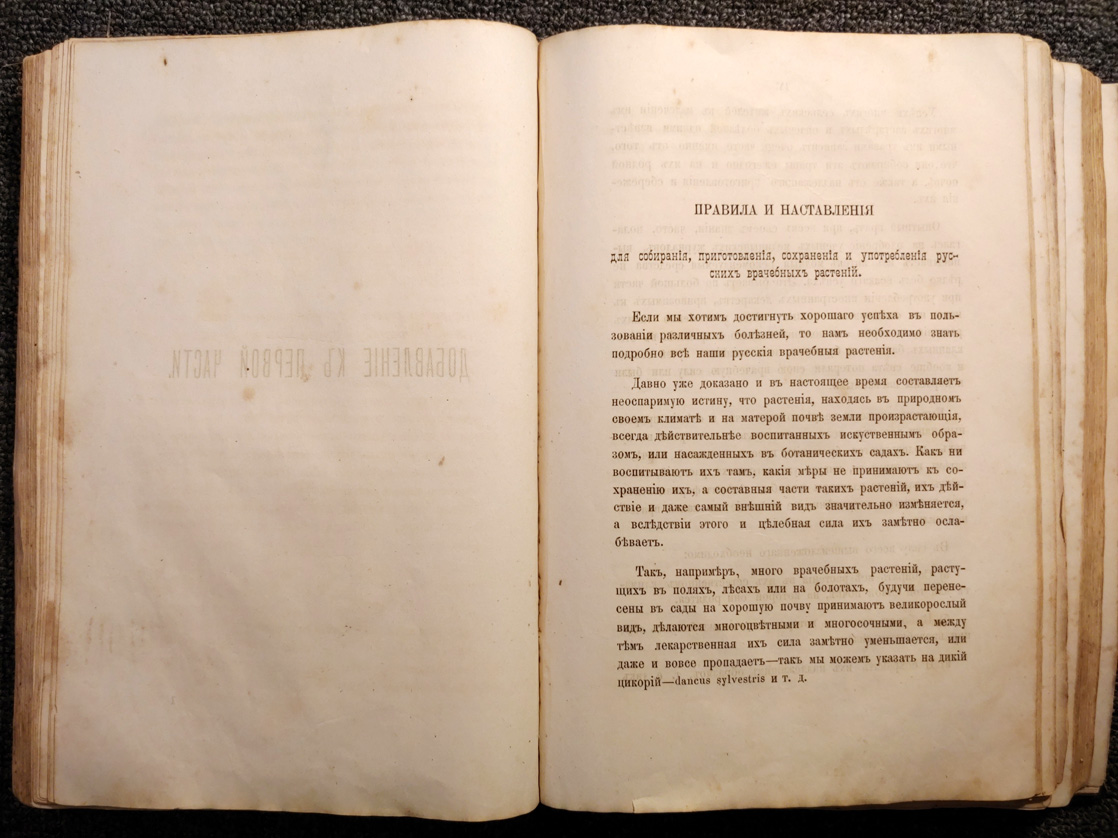 ДОБАВЛЕНІЕ КЪ ПЕРВОЙ ЧАСТИ.
ПРАВИЛА И НАСТАВЛЕНІЯ
для собиранія, приготовленія, сохраненія и употребленія рус-
скихъ врачебныхъ растеній.
Если мы хотимъ достигнуть хорошаго успѣха въ поль-
зованіи различныхъ болѣзней, то намъ необходимо знать
подробно всѣ наши русскія врачебныя растенія.
Давно уже доказано и въ настоящее время составляетъ
неоспаримую истину, что растенія, находясь въ природномъ
своемъ климатѣ и на матерой почвѣ земли произрастающія,
всегда дѣйствительнѣе воспитанныхъ искуственнымъ обра-
зомъ, или насажденныхъ въ ботаническихъ садахъ. Какъ ни
воспитываютъ ихъ тамъ, какія мѣры не принимаютъ къ со-
храненію ихъ, а составныя части такихъ растеній, ихъ дѣй-
ствіе и даже самый внѣшній видъ значительно измѣняется,
а вслѣдствіи этого и цѣлебная сила ихъ замѣтно осла-
бѣваетъ.
Такъ, напримѣръ, много врачебныхъ растеній, расту-
щихъ въ поляхъ, лѣсахъ или на болотахъ, будучи перене-
сены въ сады на хорошую почву принимаютъ великорослый
видъ, дѣлаются многоцвѣтными и многосочными, а между
тѣмъ лекарственная ихъ сила замѣтно уменьшается, или
даже и вовсе пропадаетъ—такъ мы можемъ указать на дикій
цикорій—dancus sylvestris и т. д.